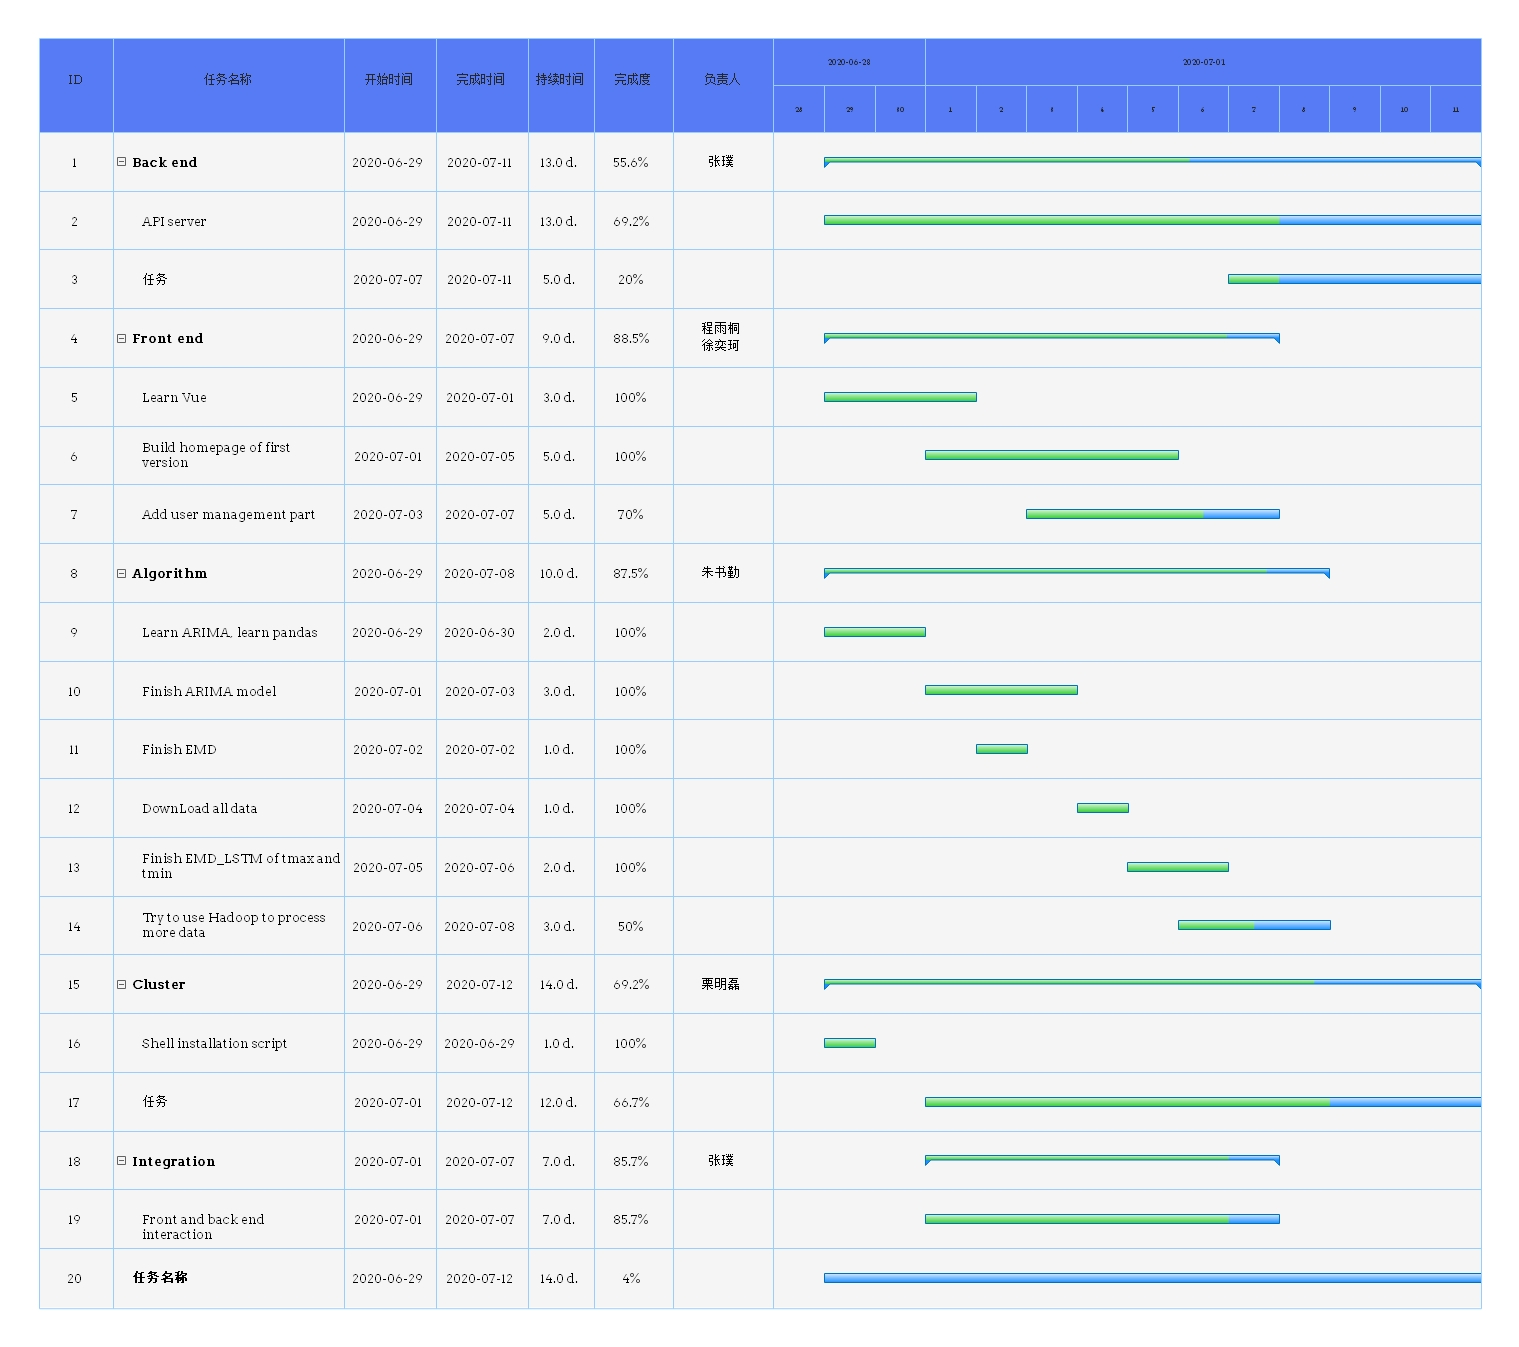 ID 任务名称 开始时间 完成时间 持续时间 完成度 负责人 2020-06-28 2020-07-01
28 29 30 1 2 3 4 5 6 7 8 9 10 11
1 Back end 2020-06-29 2020-07-11 13.0 d. 55.6% 张璞
2 API server 2020-06-29 2020-07-11 13.0 d. 69.2%
3 任务 2020-07-07 2020-07-11 5.0 d. 20%
4 Front end 2020-06-29 2020-07-07 9.0 d. 88.5% 程雨桐
徐奕珂
5 Learn Vue 2020-06-29 2020-07-01 3.0 d. 100%
6 Build homepage of first 2020-07-01 2020-07-05 5.0 d. 100%
version
7 Add user management part 2020-07-03 2020-07-07 5.0 d. 70%
8 Algorithm 2020-06-29 2020-07-08 10.0 d. 87.5% 朱书勤
9 Learn ARIMA, learn pandas 2020-06-29 2020-06-30 2.0 d. 100%
10 Finish ARIMA model 2020-07-01 2020-07-03 3.0 d. 100%
11 Finish EMD 2020-07-02 2020-07-02 1.0 d. 100%
12 DownLoad all data 2020-07-04 2020-07-04 1.0 d. 100%
13 Finish EMD_LSTM of tmax and 2020-07-05 2020-07-06 2.0 d. 100%
tmin
14 Try to use Hadoop to process 2020-07-06 2020-07-08 3.0 d. 50%
more data
15 Cluster 2020-06-29 2020-07-12 14.0 d. 69.2% 栗明磊
16 Shell installation script 2020-06-29 2020-06-29 1.0 d. 100%
17 任务 2020-07-01 2020-07-12 12.0 d. 66.7%
18 Integration 2020-07-01 2020-07-07 7.0 d. 85.7% 张璞
19 Front and back end 2020-07-01 2020-07-07 7.0 d. 85.7%
interaction
20 任务名称 2020-06-29 2020-07-12 14.0 d. 4%